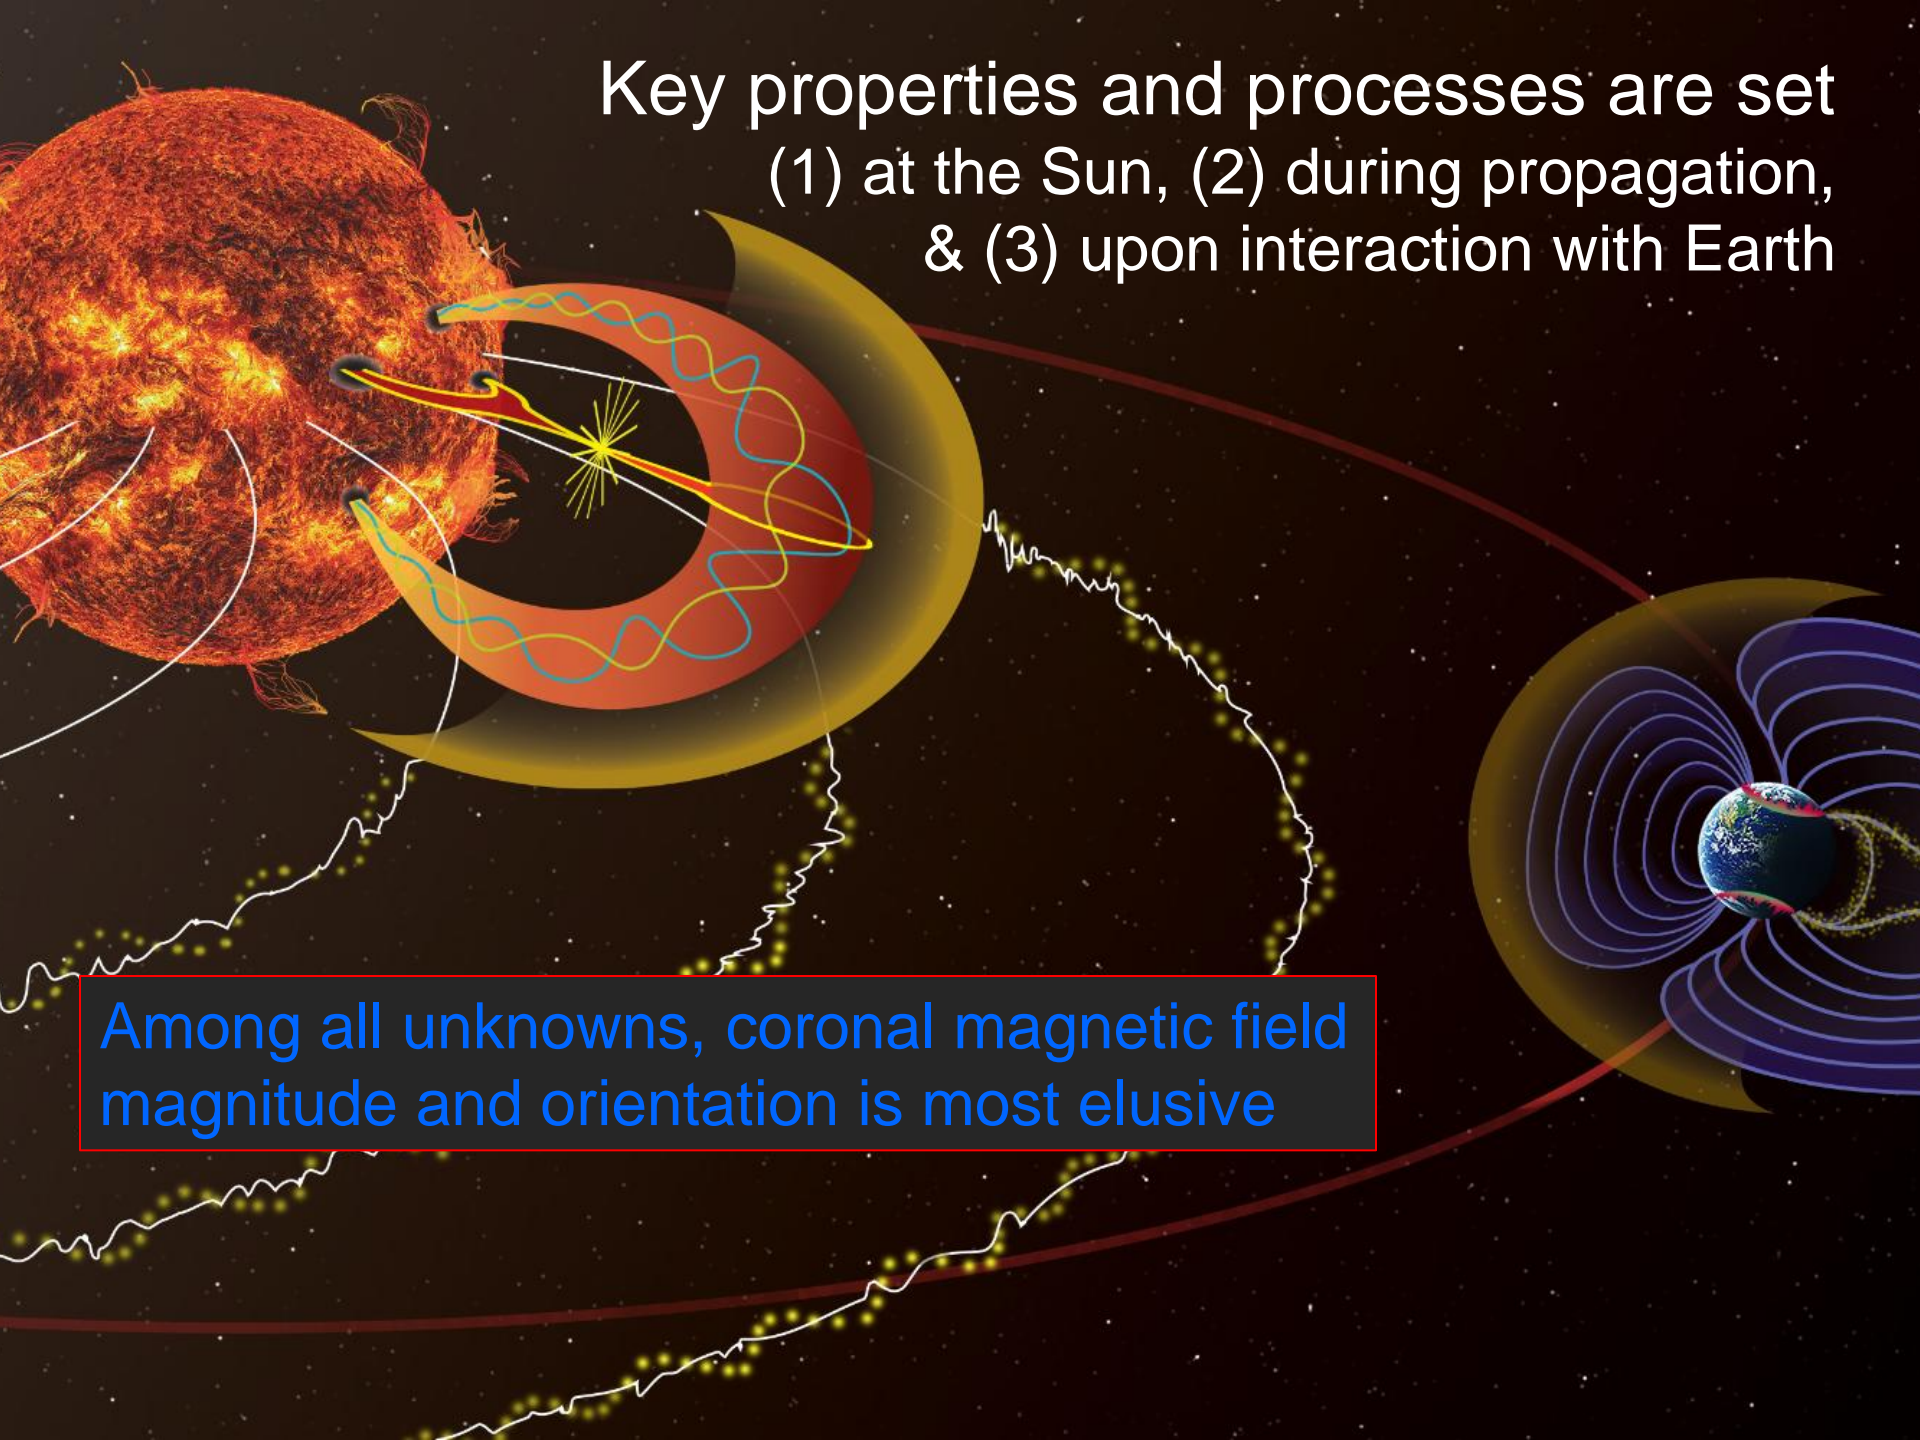 Key properties and processes are set
(1) at the Sun, (2) during propagation,
& (3) upon interaction with Earth
Among all unknowns, coronal magnetic field
magnitude and orientation is most elusive